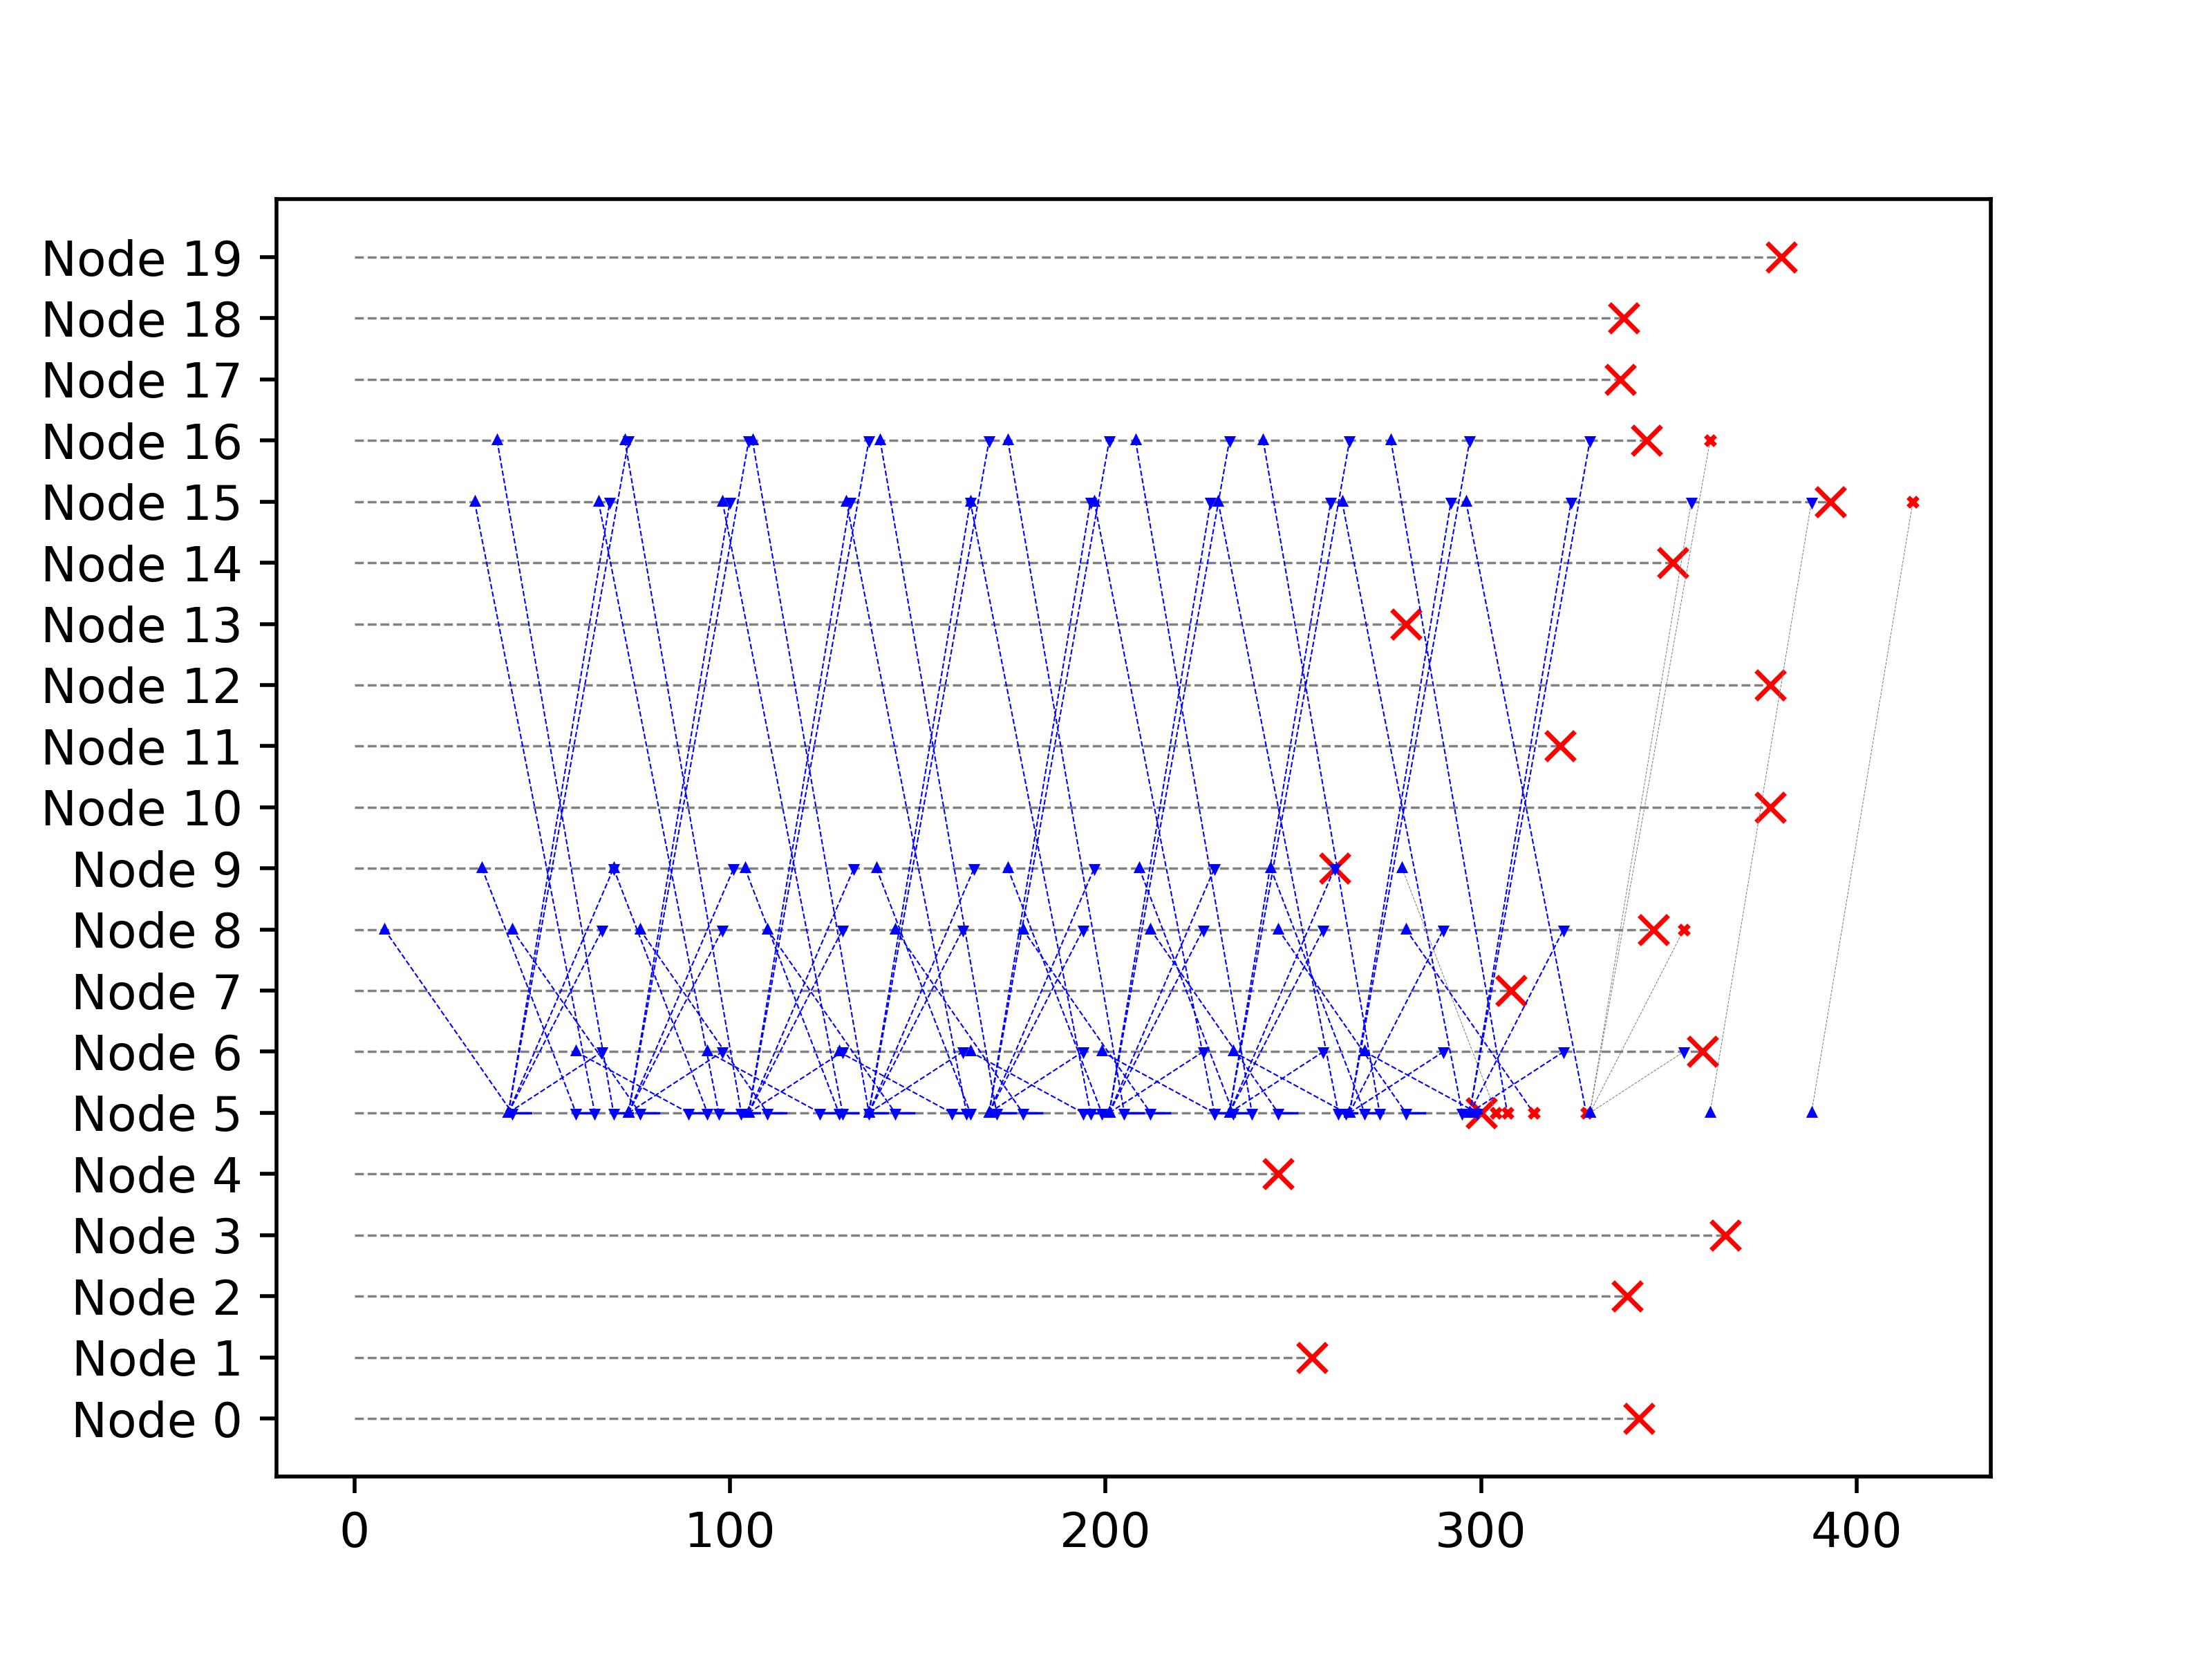 Node 19
Node 18
Node 17
Node 16
Node 15
Node 14
Node 13
Node 12
Node 11
Node 10
Node 9
Node 8
Node 7
Node 6
Node 5
Node 4
Node 3
Node 2
Node 1
Node 0
0 100 200 300 400